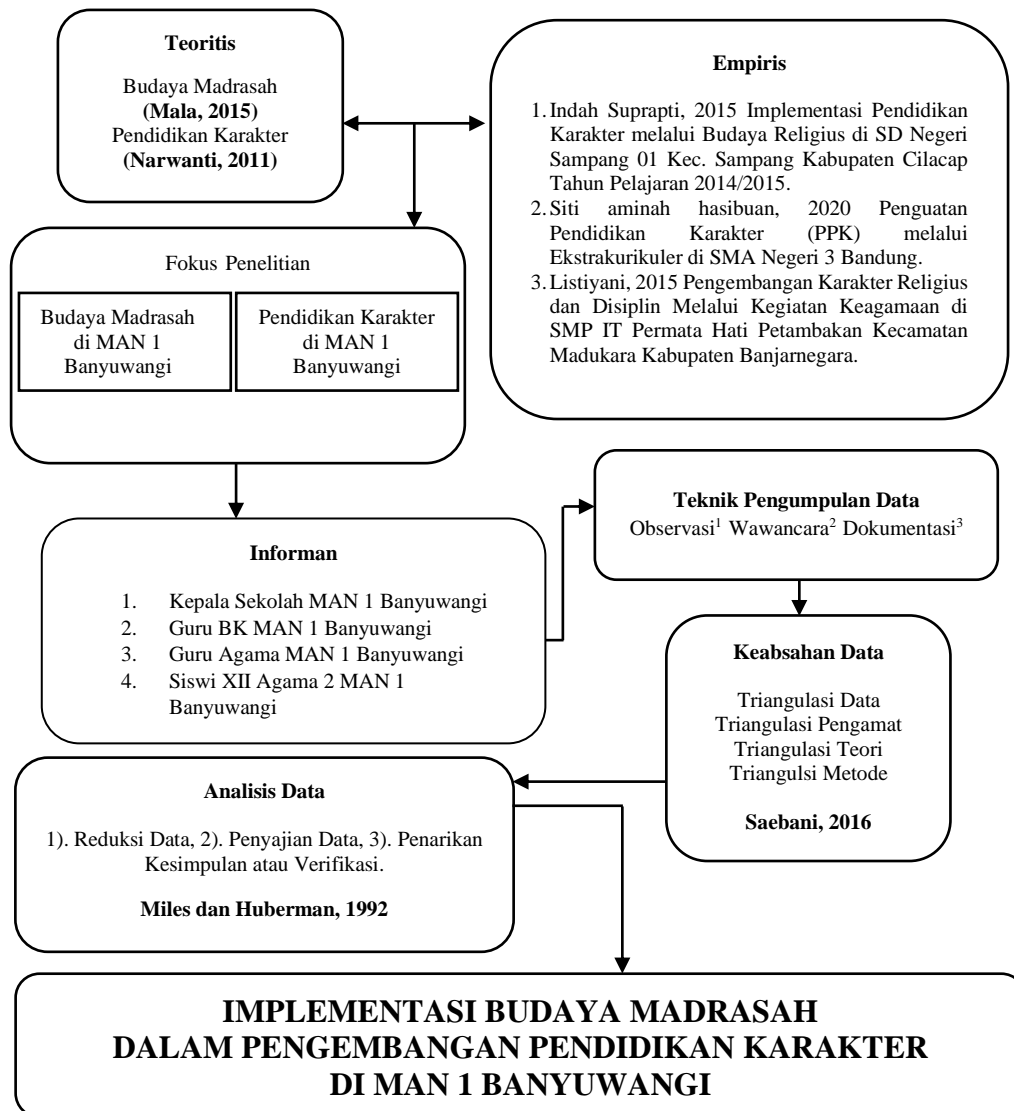 Teoritis
Budaya Madrasah
(Mala, 2015)
Pendidikan Karakter
(Narwanti, 2011)
Empiris
1. Indah Suprapti, 2015 Implementasi Pendidikan
Karakter melalui Budaya Religius di SD Negeri
Sampang 01 Kec. Sampang Kabupaten Cilacap
Tahun Pelajaran 2014/2015.
2. Siti aminah hasibuan, 2020 Penguatan
Pendidikan Karakter (PPK) melalui
Ekstrakurikuler di SMA Negeri 3 Bandung.
3. Listiyani, 2015 Pengembangan Karakter Religius
dan Disiplin Melalui Kegiatan Keagamaan di
SMP IT Permata Hati Petambakan Kecamatan
Madukara Kabupaten Banjarnegara.
Fokus Penelitian
Budaya Madrasah
di MAN 1
Banyuwangi
Pendidikan Karakter
di MAN 1
Banyuwangi
Informan
1. Kepala Sekolah MAN 1 Banyuwangi
2. Guru BK MAN 1 Banyuwangi
3. Guru Agama MAN 1 Banyuwangi
4. Siswi XII Agama 2 MAN 1
Banyuwangi
Teknik Pengumpulan Data
Observasi¹ Wawancara² Dokumentasi³
Keabsahan Data
Triangulasi Data
Triangulasi Pengamat
Triangulasi Teori
Triangulsi Metode
Saebani, 2016
Analisis Data
1). Reduksi Data, 2). Penyajian Data, 3). Penarikan
Kesimpulan atau Verifikasi.
Miles dan Huberman, 1992
IMPLEMENTASI BUDAYA MADRASAH
DALAM PENGEMBANGAN PENDIDIKAN KARAKTER
DI MAN 1 BANYUWANGI